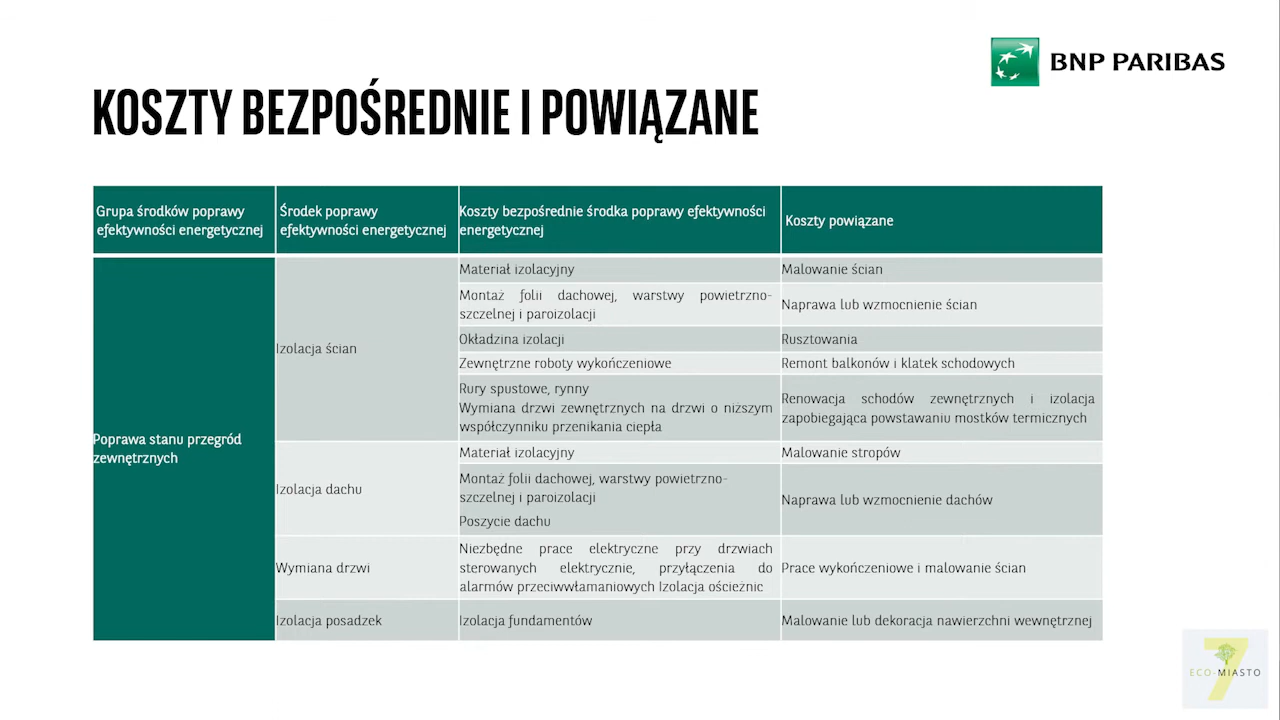 BNP PARIBAS
KOSZTY BEZPOŚREDNIE I POWIĄZANE
Grupa środków poprawy
efektywności energetycznej
Środek poprawy
efektywności energetycznej
Koszty bezpośrednie środka poprawy efektywności
energetycznej
Koszty powiązane
Poprawa stanu przegród
zewnętrznych
Izolacja ścian
Materiał izolacyjny
Malowanie ścian
Montaż folii dachowej, warstwy powietrzno-
szczelnej i paroizolacji
Naprawa lub wzmocnienie ścian
Okładzina izolacji
Rusztowania
Zewnętrzne roboty wykończeniowe
Remont balkonów i klatek schodowych
Rury spustowe, rynny
Wymiana drzwi zewnętrznych na drzwi o niższym
współczynniku przenikania ciepła
Renowacja schodów zewnętrznych i izolacja
zapobiegająca powstawaniu mostków termicznych
Izolacja dachu
Materiał izolacyjny
Malowanie stropów
Montaż folii dachowej, warstwy powietrzno-
szczelnej i paroizolacji
Poszycie dachu
Naprawa lub wzmocnienie dachów
Wymiana drzwi
Niezbędne prace elektryczne przy drzwiach
sterowanych elektrycznie, przyłączenia do
alarmów przeciwwłamaniowych Izolacja ościeżnic
Prace wykończeniowe i malowanie ścian
Izolacja posadzek
Izolacja fundamentów
Malowanie lub dekoracja nawierzchni wewnętrznej
7
ECO-MIASTO